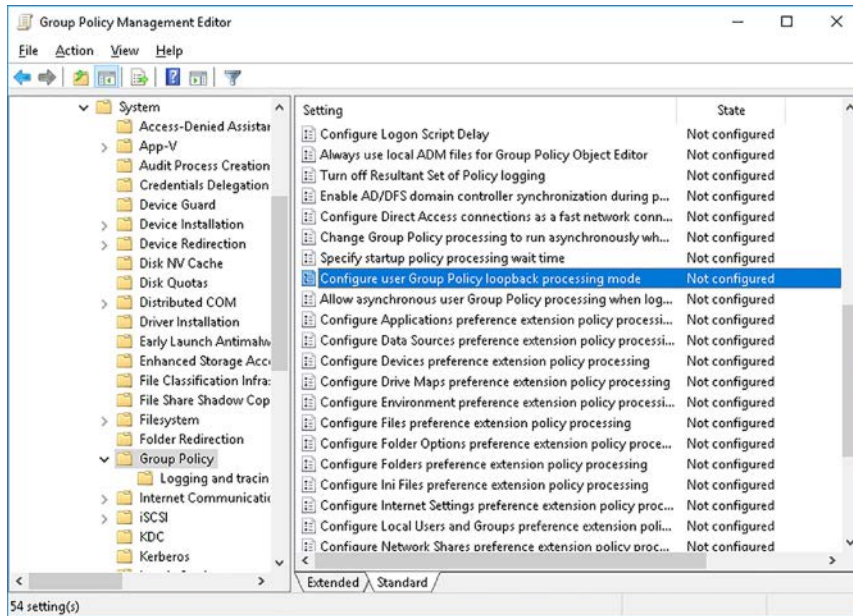 Group Policy Management Editor
File Action View Help
System
Access-Denied Assistar
App-V
Audit Process Creation
Credentials Delegation
Device Guard
Device Installation
Device Redirection
Disk NV Cache
Disk Quotas
Distributed COM
Driver Installation
Early Launch Antimalw
Enhanced Storage Acce
File Classification Infra:
File Share Shadow Cop
Filesystem
Folder Redirection
Group Policy
Logging and tracin
Internet Communicatic
iSCSI
KDC
Kerberos
Setting State
Configure Logon Script Delay Not configured
Always use local ADM files for Group Policy Object Editor Not configured
Turn off Resultant Set of Policy logging Not configured
Enable AD/DFS domain controller synchronization during p... Not configured
Configure Direct Access connections as a fast network conn... Not configured
Change Group Policy processing to run asynchronously wh... Not configured
Specify startup policy processing wait time Not configured
Configure user Group Policy loopback processing mode Not configured
Allow asynchronous user Group Policy processing when log... Not configured
Configure Applications preference extension policy processi... Not configured
Configure Data Sources preference extension policy processi... Not configured
Configure Devices preference extension policy processing Not configured
Configure Drive Maps preference extension policy processing Not configured
Configure Environment preference extension policy processi... Not configured
Configure Files preference extension policy processing Not configured
Configure Folder Options preference extension policy proce... Not configured
Configure Folders preference extension policy processing Not configured
Configure Ini Files preference extension policy processing Not configured
Configure Internet Settings preference extension policy proc... Not configured
Configure Local Users and Groups preference extension poli... Not configured
Configure Network Shares preference extension policy proc... Not configured
Extended Standard
54 setting(s)